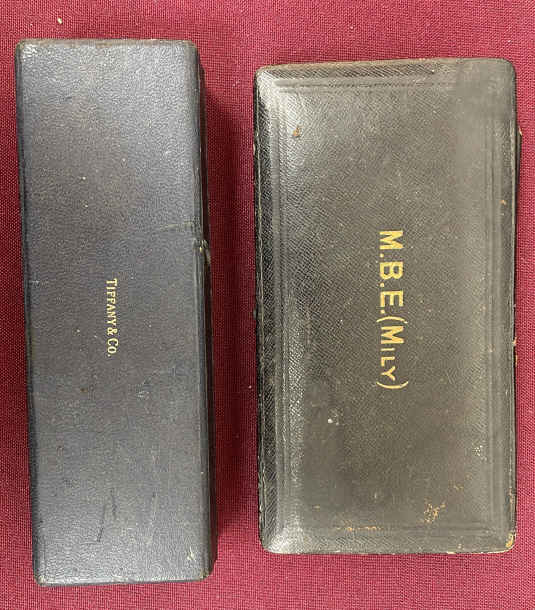 TIFFANY & CO.
M.B.E. (MILY)